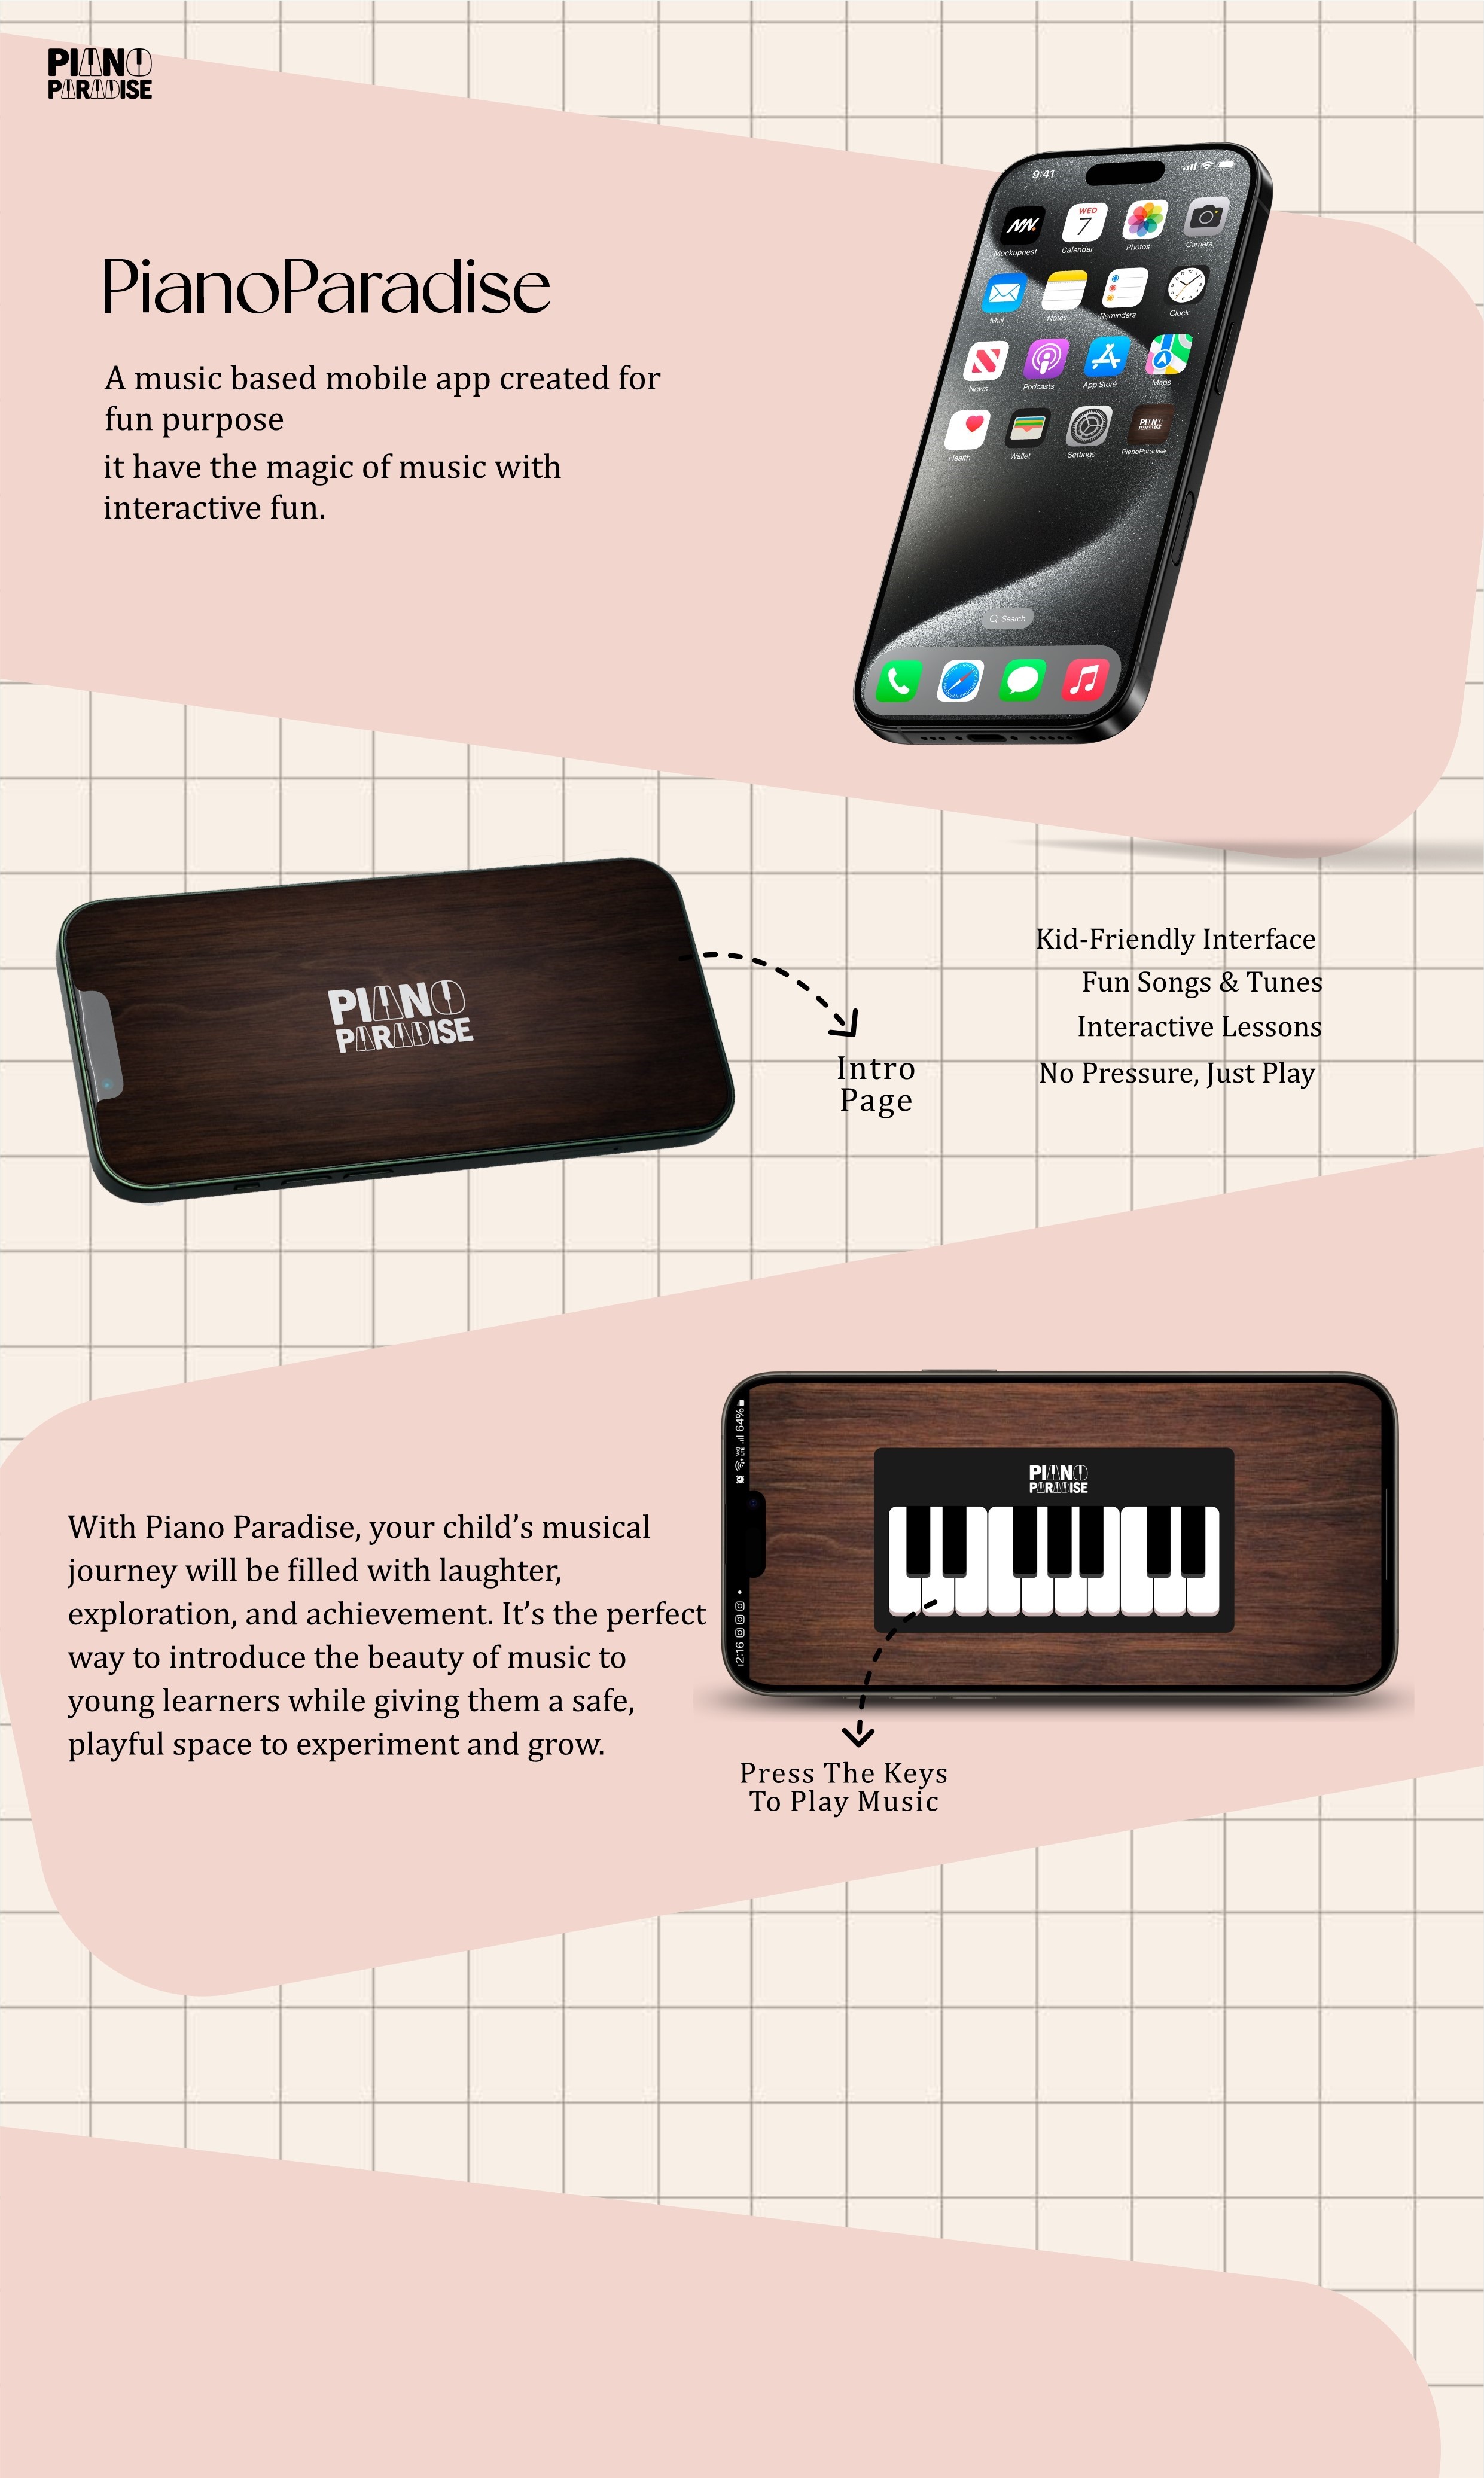 PIANO
PARADISE
PianoParadise
A music based mobile app created for
fun purpose
it have the magic of music with
interactive fun.
9:41
Mockupnest
WED
7
Calendar
Photos
Camera
Mail
Notes
Reminders
Clock
News
Podcasts
App Store
Maps
Health
Wallet
Settings
PIANO
PARADISE
PianoParadise
Search
PIANO
PARADISE
Intro
Page
Kid-Friendly Interface
Fun Songs & Tunes
Interactive Lessons
No Pressure, Just Play
With Piano Paradise, your child’s musical
journey will be filled with laughter,
exploration, and achievement. It’s the perfect
way to introduce the beauty of music to
young learners while giving them a safe,
playful space to experiment and grow.
12:16
64%
PIANO
PARADISE
Press The Keys
To Play Music